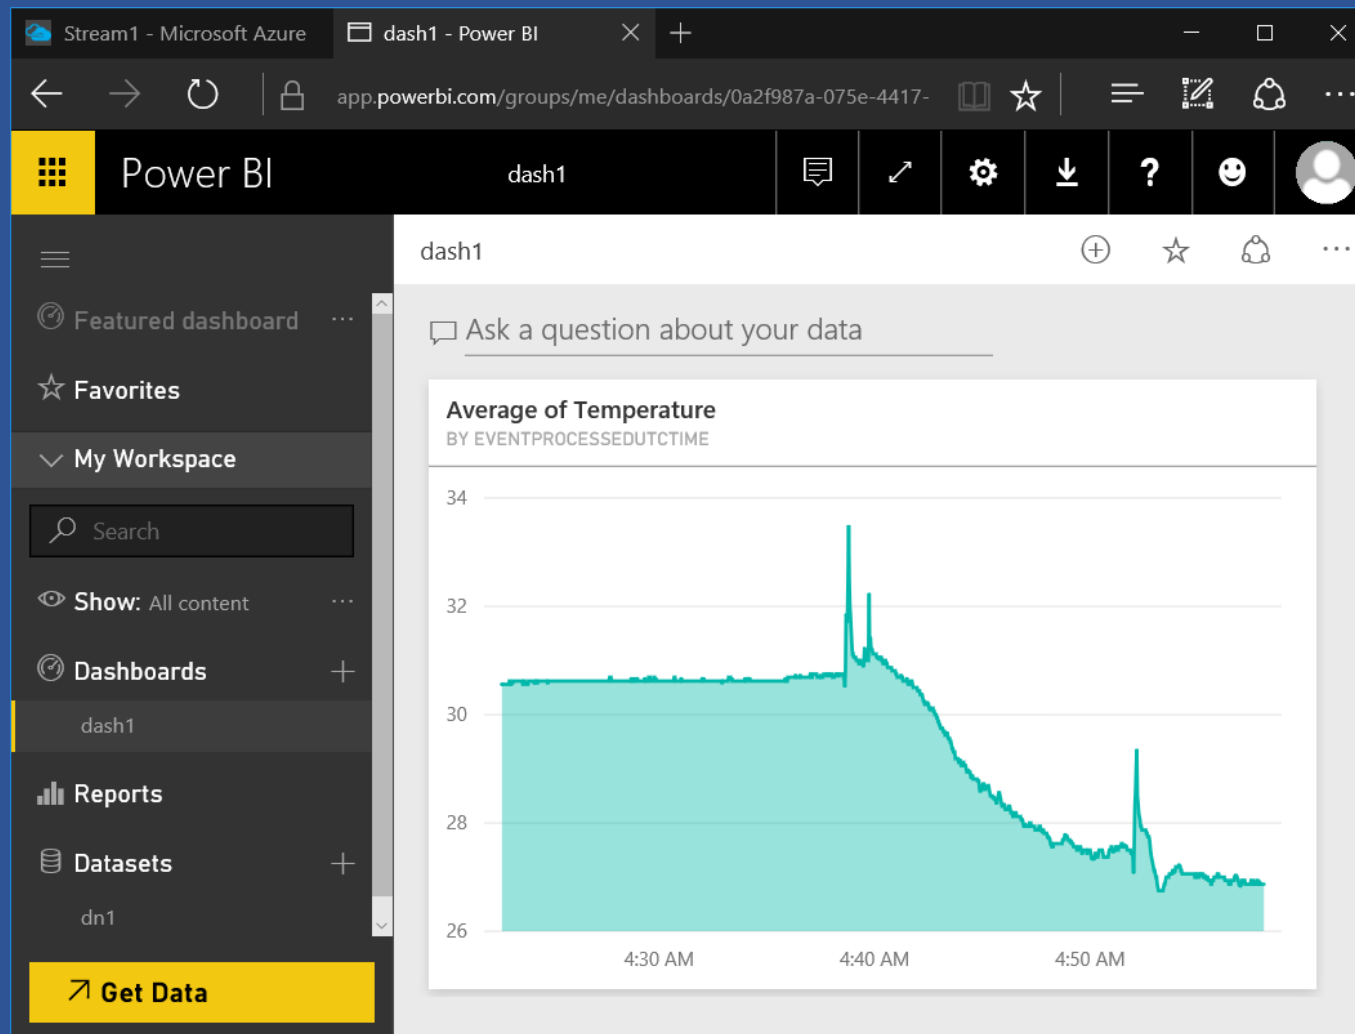 Stream1 - Microsoft Azure
dash1 - Power BI
app.powerbi.com/groups/me/dashboards/0a2f987a-075e-4417-
Power BI
dash1
?
dash1
Featured dashboard
Favorites
My Workspace
Search
Show: All content
Dashboards
dash1
Reports
Datasets
dn1
Get Data
Ask a question about your data
Average of Temperature
BY EVENTPROCESSEDUTCTIME
34
32
30
28
26
4:30 AM
4:40 AM
4:50 AM